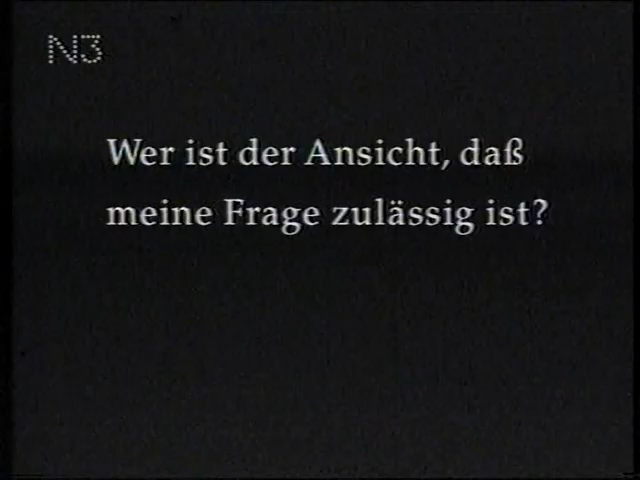 N3
Wer ist der Ansicht, daß
meine Frage zulässig ist?